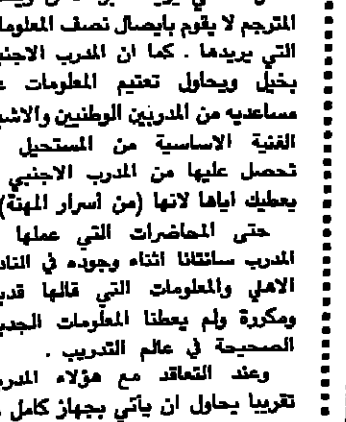 المترجم لا يقوم بايصال نصف المعلومات
التي يريدها . كما ان المدرب الاجنبي
بخيل ويحاول تعتيم المعلومات
مساعديه من المدربين الوطنيين والاشياء
الفنية الاساسية من المستحيل
تحصل عليها من المدرب الاجنبي
يعطيك اياها لانها (من أسرار المهنة)
حتى المحاضرات التي عملها
المدرب سانتانا اثناء وجوده في النادي
الاهلي والمعلومات التي قالها قديمة
ومكررة ولم يعطنا المعلومات الجديدة
الصحيحة في عالم التدريب .
وعند التعاقد مع هؤلاء المدربين
تقريبا يحاول ان يأتي بجهاز كامل